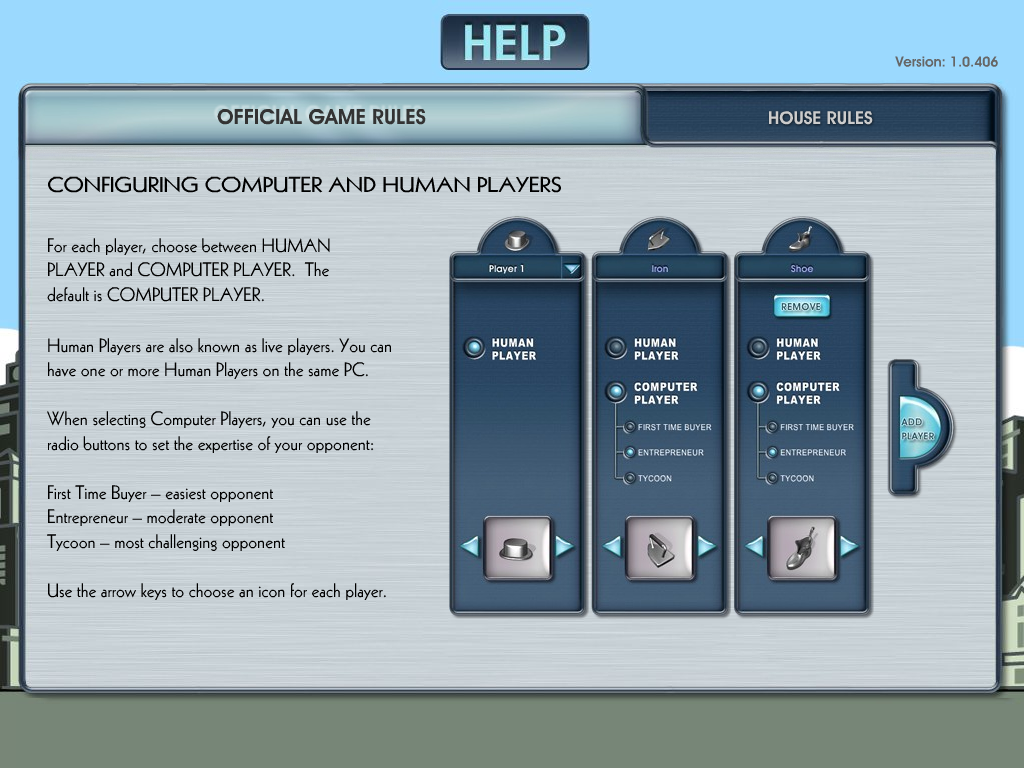 HELP
Version: 1.0.406
OFFICIAL GAME RULES
HOUSE RULES
CONFIGURING COMPUTER AND HUMAN PLAYERS
For each player, choose between HUMAN
PLAYER and COMPUTER PLAYER. The
default is COMPUTER PLAYER.
Human Players are also known as live players. You can
have one or more Human Players on the same PC.
When selecting Computer Players, you can use the
radio buttons to set the expertise of your opponent:
First Time Buyer – easiest opponent
Entrepreneur – moderate opponent
Tycoon – most challenging opponent
Use the arrow keys to choose an icon for each player.
Player 1
HUMAN
PLAYER
Iron
HUMAN
PLAYER
COMPUTER
PLAYER
FIRST TIME BUYER
ENTREPRENEUR
TYCOON
Shoe
REMOVE
HUMAN
PLAYER
COMPUTER
PLAYER
FIRST TIME BUYER
ENTREPRENEUR
TYCOON
ADD
PLAYER